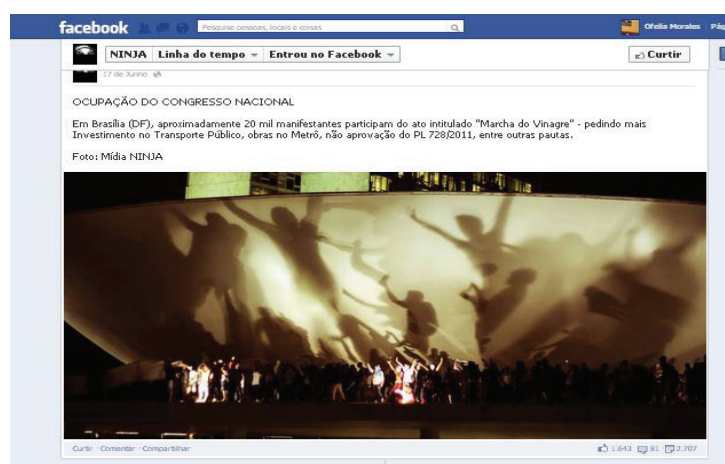 facebook Pesquise pessoas, locais e coisas Ofelia Morales Pág
NINJA Linha do tempo Entrou no Facebook Curtir
17 de Junho
OCUPAÇÃO DO CONGRESSO NACIONAL
Em Brasília (DF), aproximadamente 20 mil manifestantes participam do ato intitulado "Marcha do Vinagre" - pedindo mais
Investimento no Transporte Público, obras no Metrô, não aprovação do PL 728/2011, entre outras pautas.
Foto: Mídia NINJA
Curtir · Comentar · Compartilhar 1.643 81 2.707